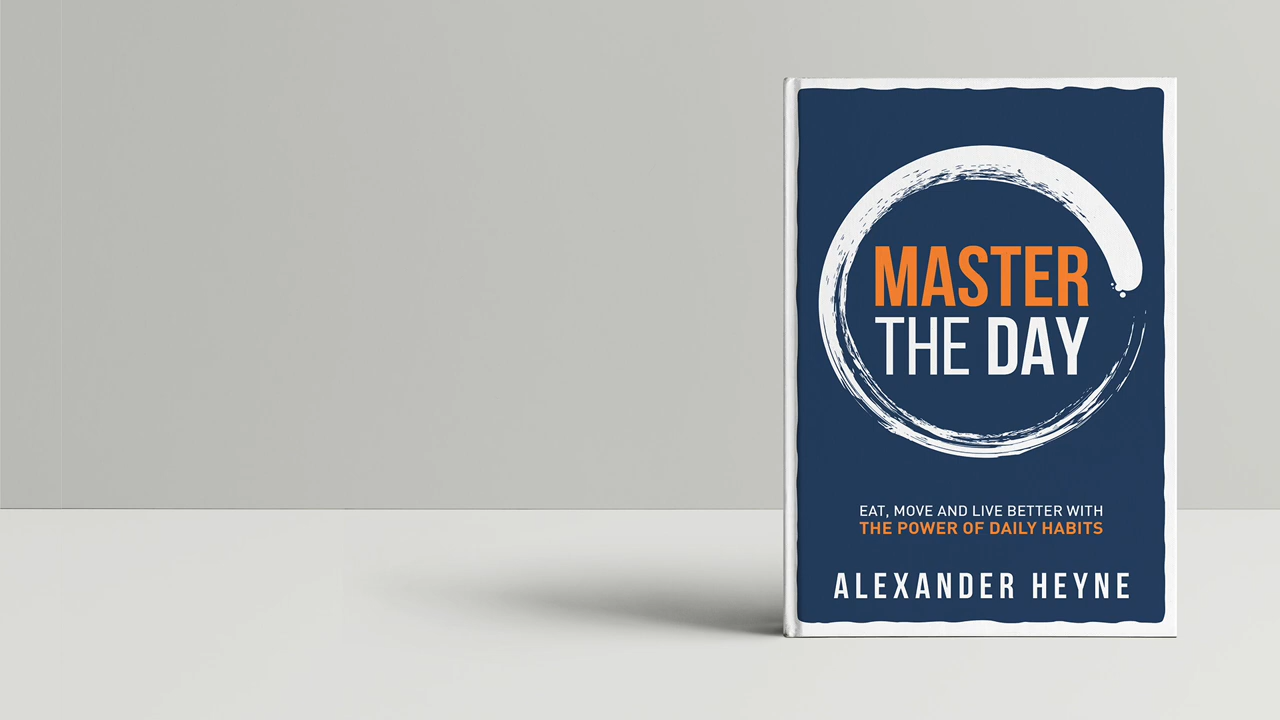 MASTER
THE DAY
EAT, MOVE AND LIVE BETTER WITH
THE POWER OF DAILY HABITS
ALEXANDER HEYNE